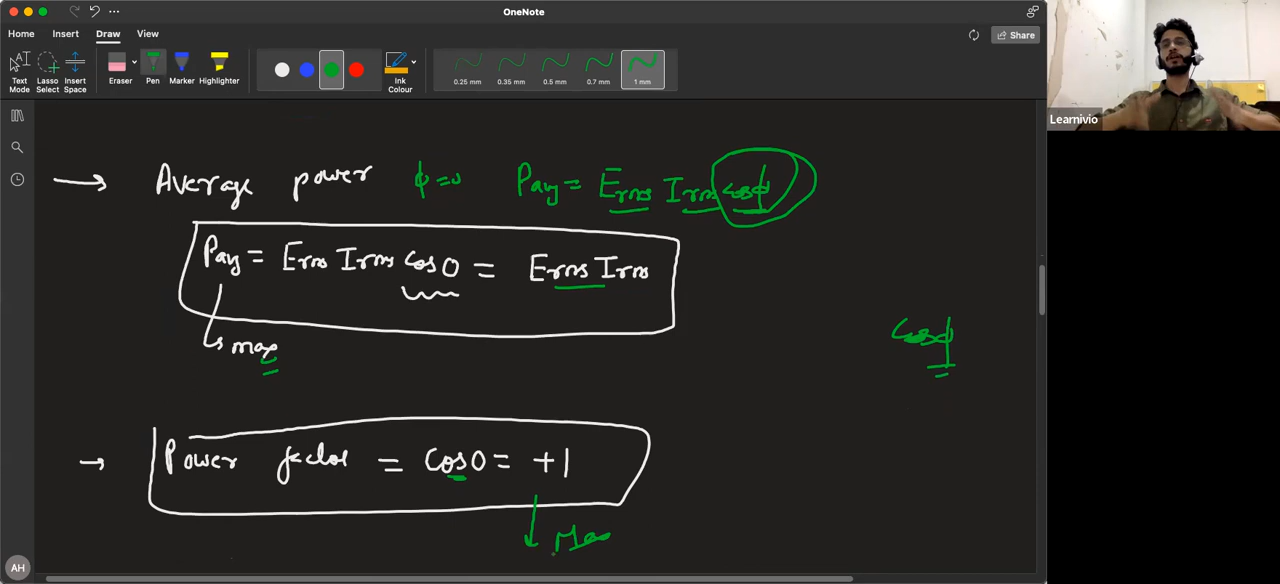 OneNote
Home Insert Draw View
Share
Text Mode Lasso Select Insert Space Eraser Pen Marker Highlighter Ink Colour 0.25 mm 0.35 mm 0.5 mm 0.7 mm 1 mm
Learnivio
→ Average power ϕ=0 Pav= Erms Irms cosϕ
Pav= Erms Irms cos0 = Erms Irms
↳ max
cosϕ
→ Power factor = cos0 = +1
↓ Max
AH